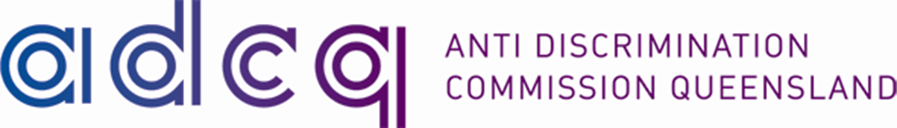 adcq
ANTI DISCRIMINATION
COMMISSION QUEENSLAND